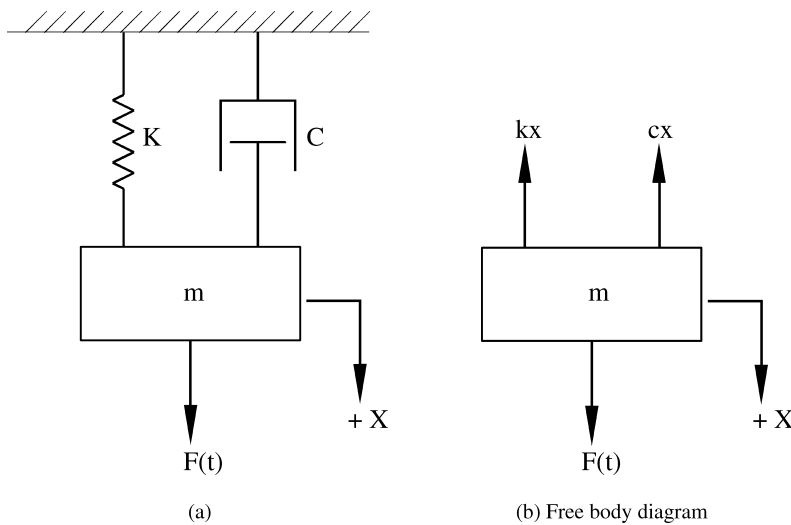 K
C
m
+ X
F(t)
(a)
kx
cx
m
+ X
F(t)
(b) Free body diagram